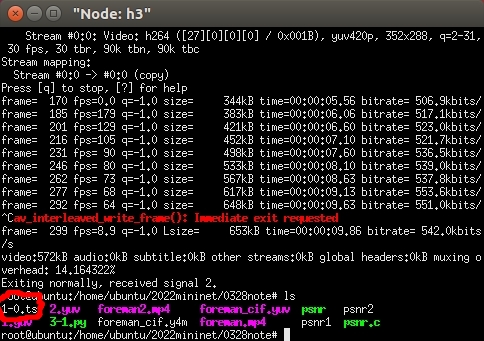 "Node: h3"
Stream #0:0: Video: h264 ([27][0][0][0] / 0x001B), yuv420p, 352x288, q=2-31,
30 fps, 30 tbr, 90k tbn, 90k tbc
Stream mapping:
Stream #0:0 -> #0:0 (copy)
Press [q] to stop, [?] for help
frame=  170 fps=0.0 q=-1.0 size=     344kB time=00:00:05.56 bitrate= 506.9kbits/
frame=  185 fps=179 q=-1.0 size=     383kB time=00:00:06.06 bitrate= 517.1kbits/
frame=  201 fps=129 q=-1.0 size=     421kB time=00:00:06.60 bitrate= 523.0kbits/
frame=  216 fps=105 q=-1.0 size=     452kB time=00:00:07.10 bitrate= 521.7kbits/
frame=  231 fps= 90 q=-1.0 size=     498kB time=00:00:07.60 bitrate= 536.5kbits/
frame=  246 fps= 80 q=-1.0 size=     533kB time=00:00:08.10 bitrate= 539.0kbits/
frame=  262 fps= 73 q=-1.0 size=     567kB time=00:00:08.63 bitrate= 537.9kbits/
frame=  277 fps= 68 q=-1.0 size=     617kB time=00:00:09.13 bitrate= 553.6kbits/
frame=  292 fps= 64 q=-1.0 size=     648kB time=00:00:09.63 bitrate= 551.0kbits/
^Cav_interleaved_write_frame(): Immediate exit requested
frame=  299 fps=8.9 q=-1.0 Lsize=     653kB time=00:00:09.86 bitrate= 542.0kbits
/s
video:572kB audio:0kB subtitle:0kB other streams:0kB global headers:0kB muxing o
verhead: 14.164322%
Exiting normally, received signal 2.
root@ubuntu:/home/ubuntu/2022mininet/0328note# ls
1-0.ts  2.yuv   foreman2.mp4    foreman_cif.yuv  psnr   psnr2
1.yuv   3-1.py  foreman_cif.y4m  foreman.mp4      psnr1  psnr.c
root@ubuntu:/home/ubuntu/2022mininet/0328note#